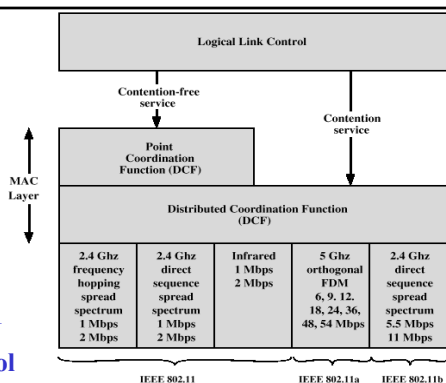 Logical Link Control
Contention-free
service
Contention
service
MAC
Layer
Point
Coordination
Function (DCF)
Distributed Coordination Function
(DCF)
2.4 Ghz
frequency
hopping
spread
spectrum
1 Mbps
2 Mbps
2.4 Ghz
direct
sequence
spread
spectrum
1 Mbps
2 Mbps
Infrared
1 Mbps
2 Mbps
5 Ghz
orthogonal
FDM
6, 9. 12.
18, 24, 36,
48, 54 Mbps
2.4 Ghz
direct
sequence
spread
spectrum
5.5 Mbps
11 Mbps
ol
IEEE 802.11
IEEE 802.11a
IEEE 802.11b